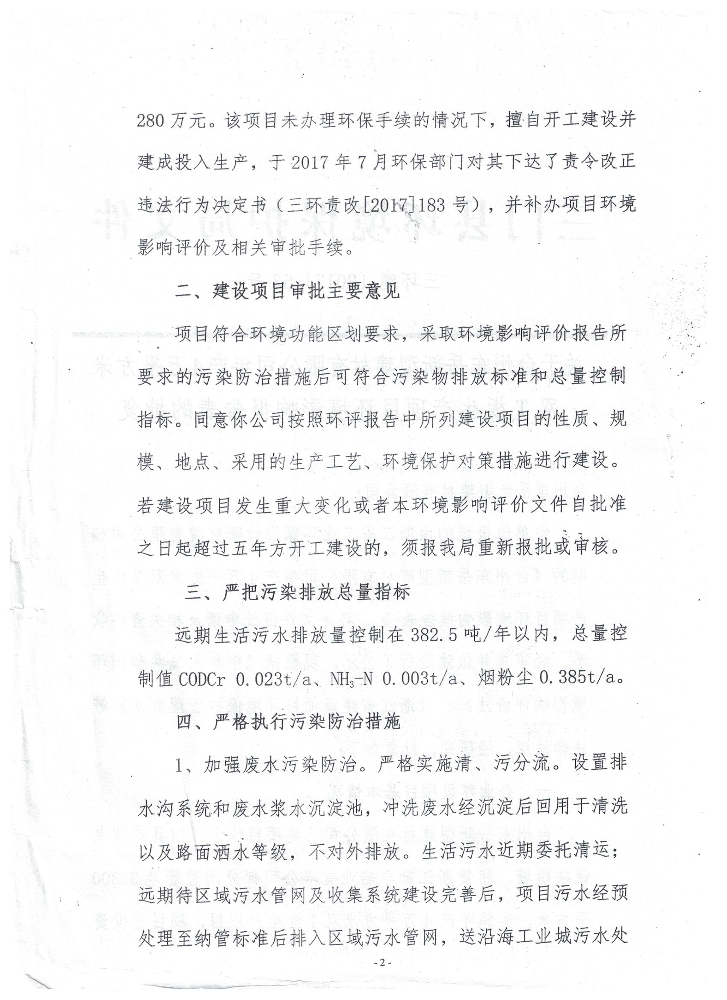 280 万元。该项目未办理环保手续的情况下，擅自开工建设并
建成投入生产，于 2017 年 7 月环保部门对其下达了责令改正
违法行为决定书（三环责改[2017]183 号），并补办项目环境
影响评价及相关审批手续。
二、建设项目审批主要意见
项目符合环境功能区划要求，采取环境影响评价报告所
要求的污染防治措施后可符合污染物排放标准和总量控制
指标。同意你公司按照环评报告中所列建设项目的性质、规
模、地点、采用的生产工艺、环境保护对策措施进行建设。
若建设项目发生重大变化或者本环境影响评价文件自批准
之日起超过五年方开工建设的，须报我局重新报批或审核。
三、严把污染排放总量指标
远期生活污水排放量控制在 382.5 吨/年以内，总量控
制值 CODCr 0.023t/a、NH₃-N 0.003t/a、烟粉尘 0.385t/a。
四、严格执行污染防治措施
1、加强废水污染防治。严格实施清、污分流。设置排
水沟系统和废水浆水沉淀池，冲洗废水经沉淀后回用于清洗
以及路面洒水等级，不对外排放。生活污水近期委托清运；
远期待区域污水管网及收集系统建设完善后，项目污水经预
处理至纳管标准后排入区域污水管网，送沿海工业城污水处
-2-